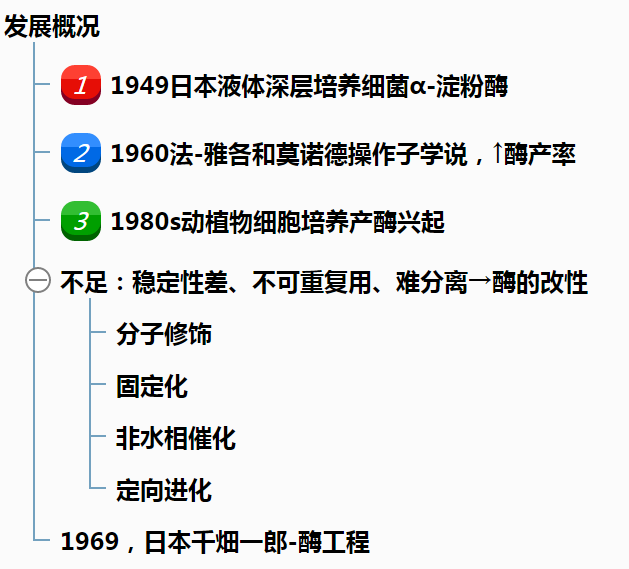 发展概况
1 1949日本液体深层培养细菌α-淀粉酶
2 1960法-雅各和莫诺德操作子学说，↑酶产率
3 1980s动植物细胞培养产酶兴起
不足：稳定性差、不可重复用、难分离→酶的改性
分子修饰
固定化
非水相催化
定向进化
1969，日本千畑一郎-酶工程